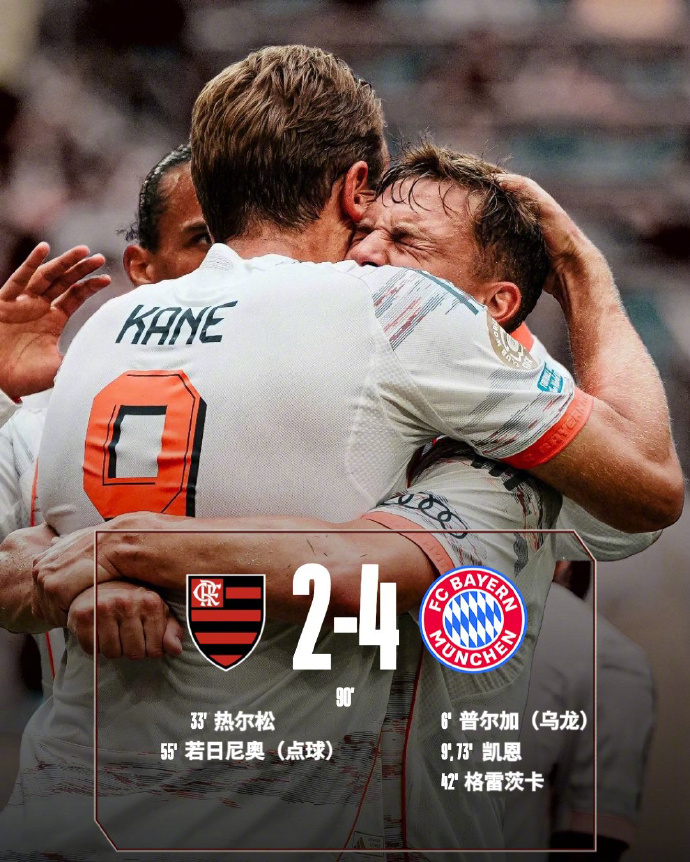 KANE
9
CRF
2-4
FC BAYERN
MÜNCHEN
90'
33' 热尔松
55' 若日尼奥（点球）
6' 普尔加（乌龙）
9', 73' 凯恩
42' 格雷茨卡